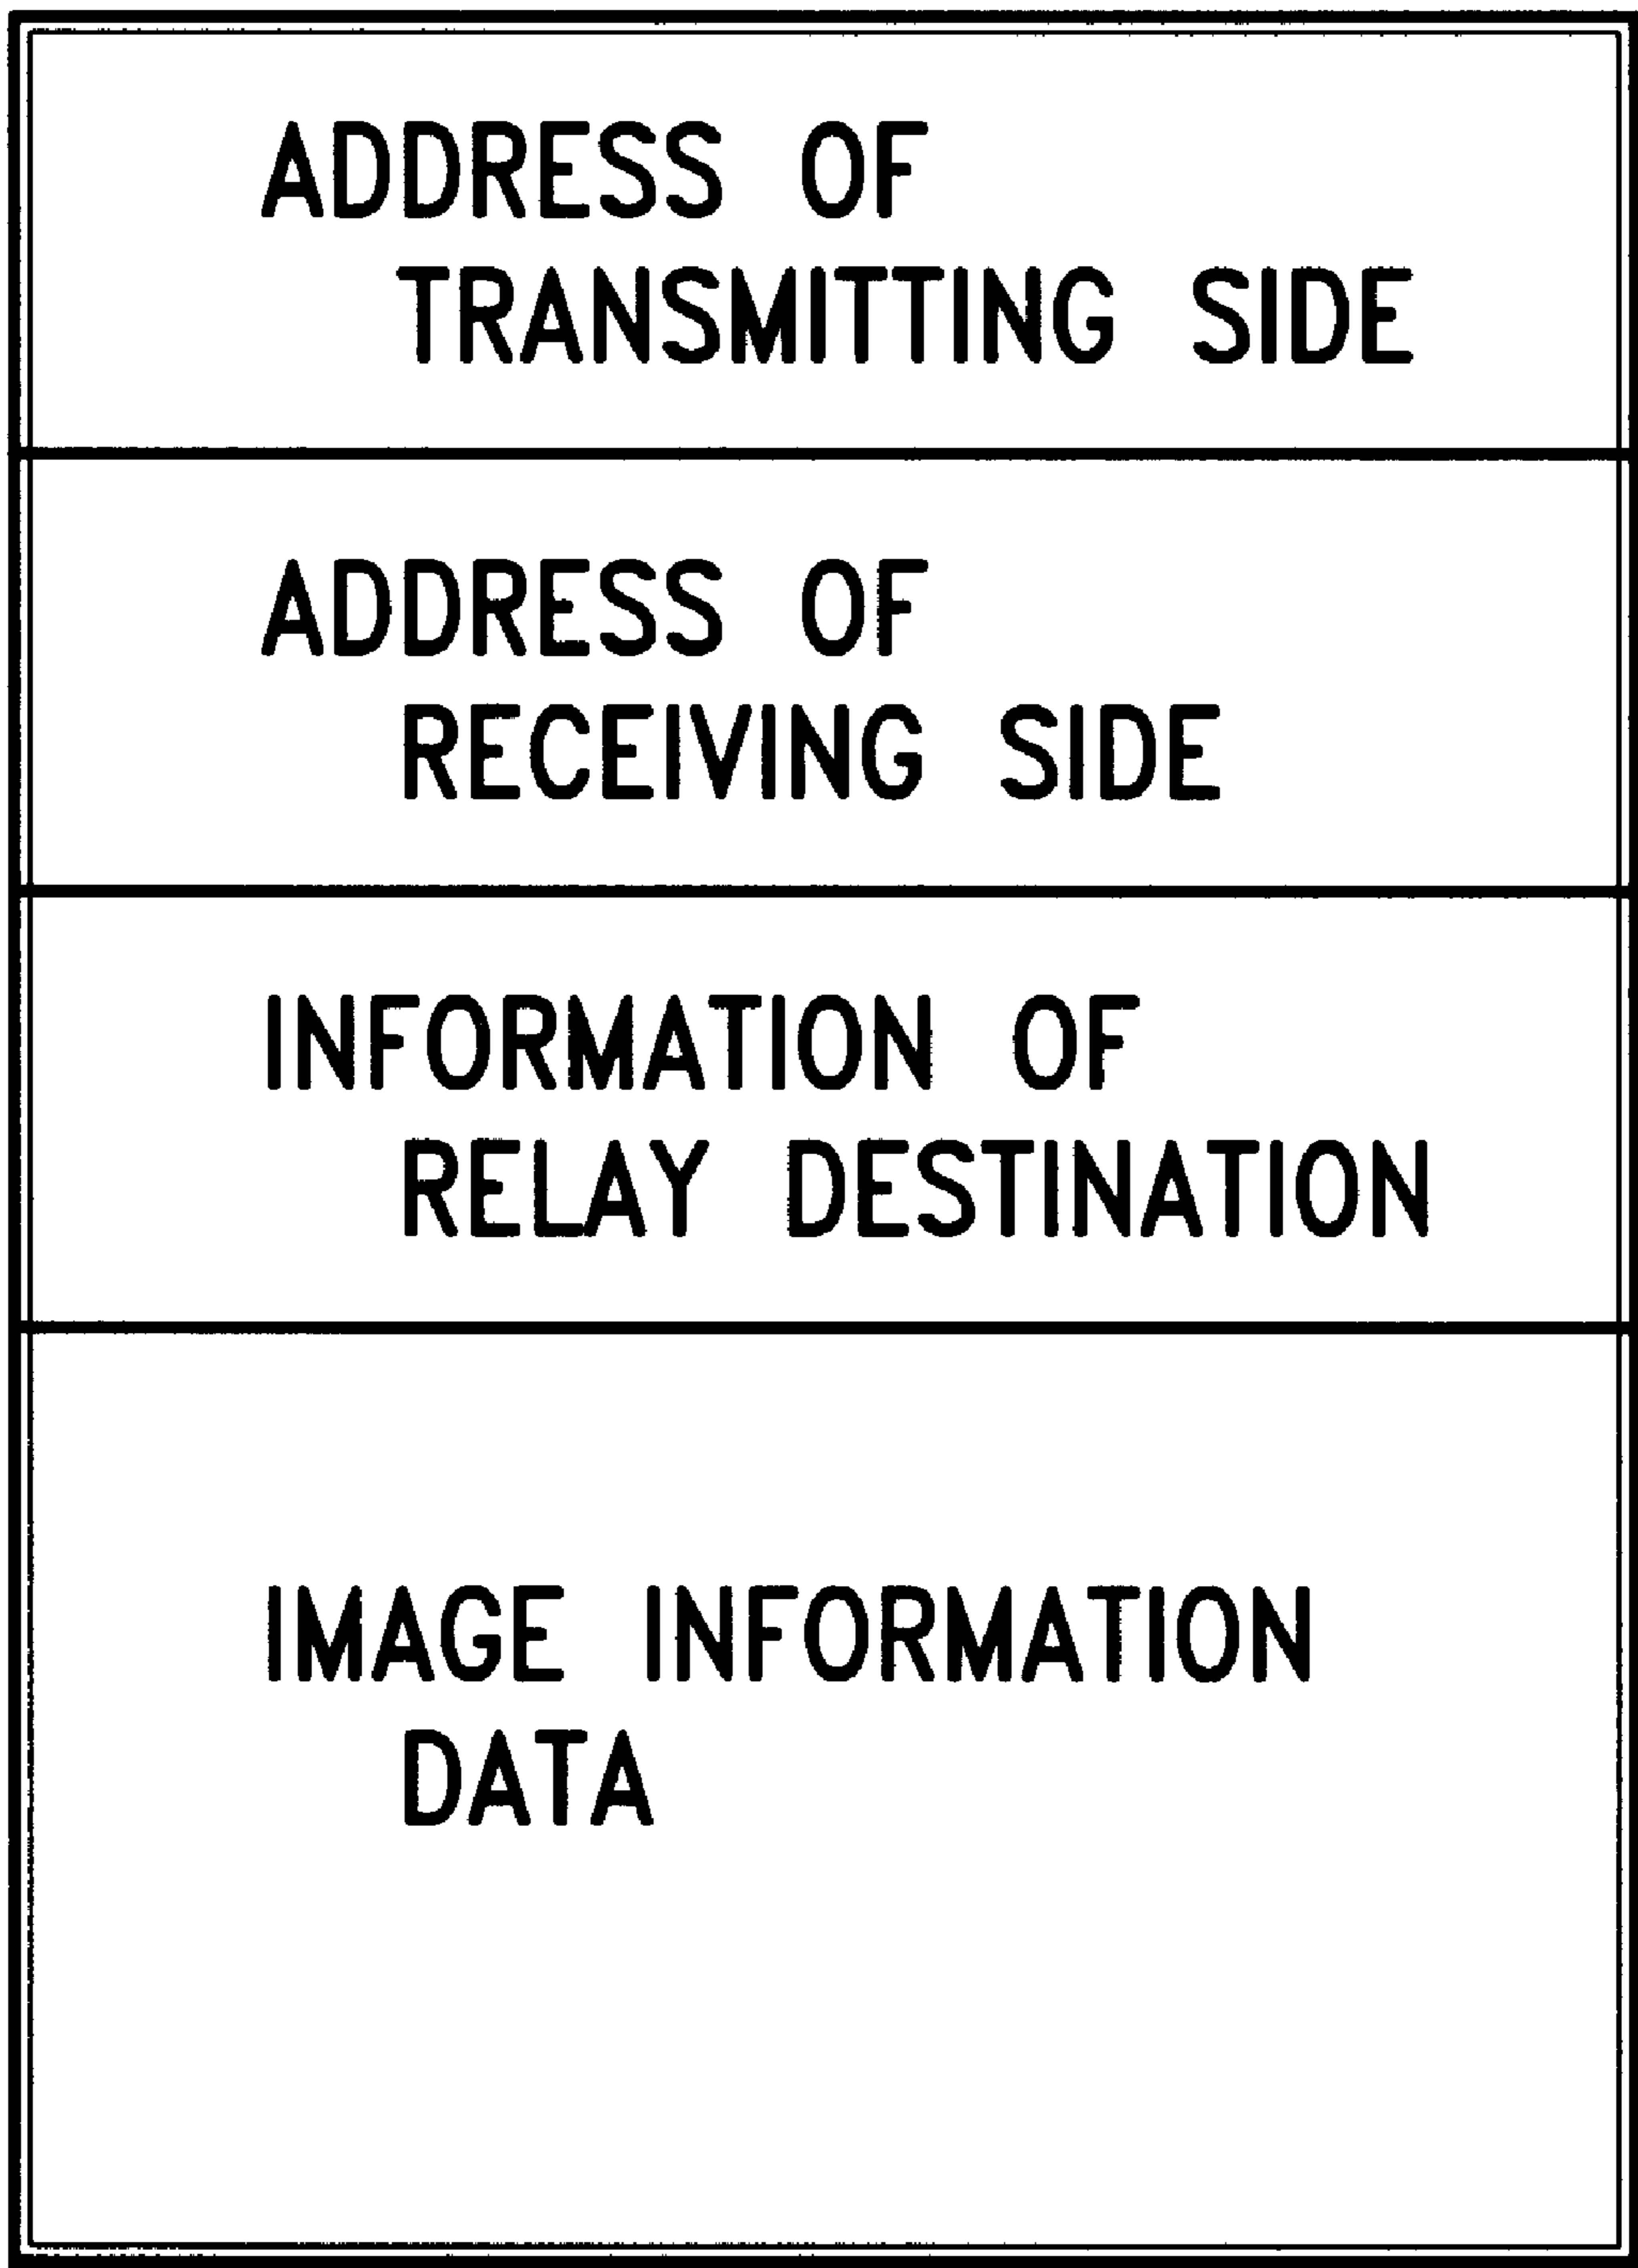 ADDRESS OF
TRANSMITTING SIDE
ADDRESS OF
RECEIVING SIDE
INFORMATION OF
RELAY DESTINATION
IMAGE INFORMATION
DATA